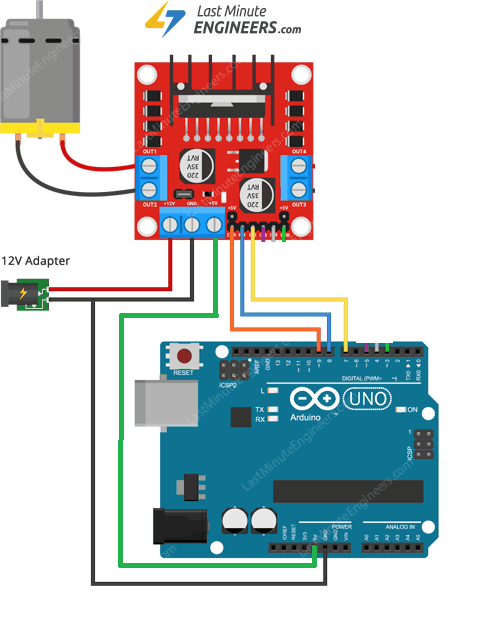 Last Minute
ENGINEERS.com
OUT1
OUT4
220
35V
RVT
220
35V
RVT
OUT2
OUT3
+12V
GND
+5V
+5V
+5V
12V Adapter
RESET
ICSP2
AREF
GND
13
12
~11
~10
~9
8
7
~6
~5
4
~3
2
TX0
RX0
DIGITAL (PWM=
L
TX
RX
Arduino
UNO
ON
1
ICSP
POWER
ANALOG IN
IOREF
RESET
3V3
5V
GND
GND
VIN
A0
A1
A2
A3
A4
A5
LastMinuteEngineers.com